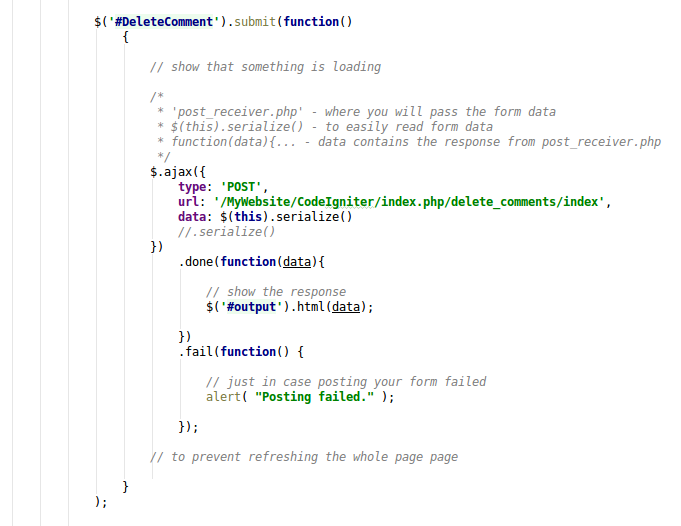 $('#DeleteComment').submit(function()
{
// show that something is loading
/*
* 'post_receiver.php' - where you will pass the form data
* $(this).serialize() - to easily read form data
* function(data){... - data contains the response from post_receiver.php
*/
$.ajax({
type: 'POST',
url: '/MyWebsite/CodeIgniter/index.php/delete_comments/index',
data: $(this).serialize()
//.serialize()
})
.done(function(data){
// show the response
$('#output').html(data);
})
.fail(function() {
// just in case posting your form failed
alert( "Posting failed." );
});
// to prevent refreshing the whole page page
}
);